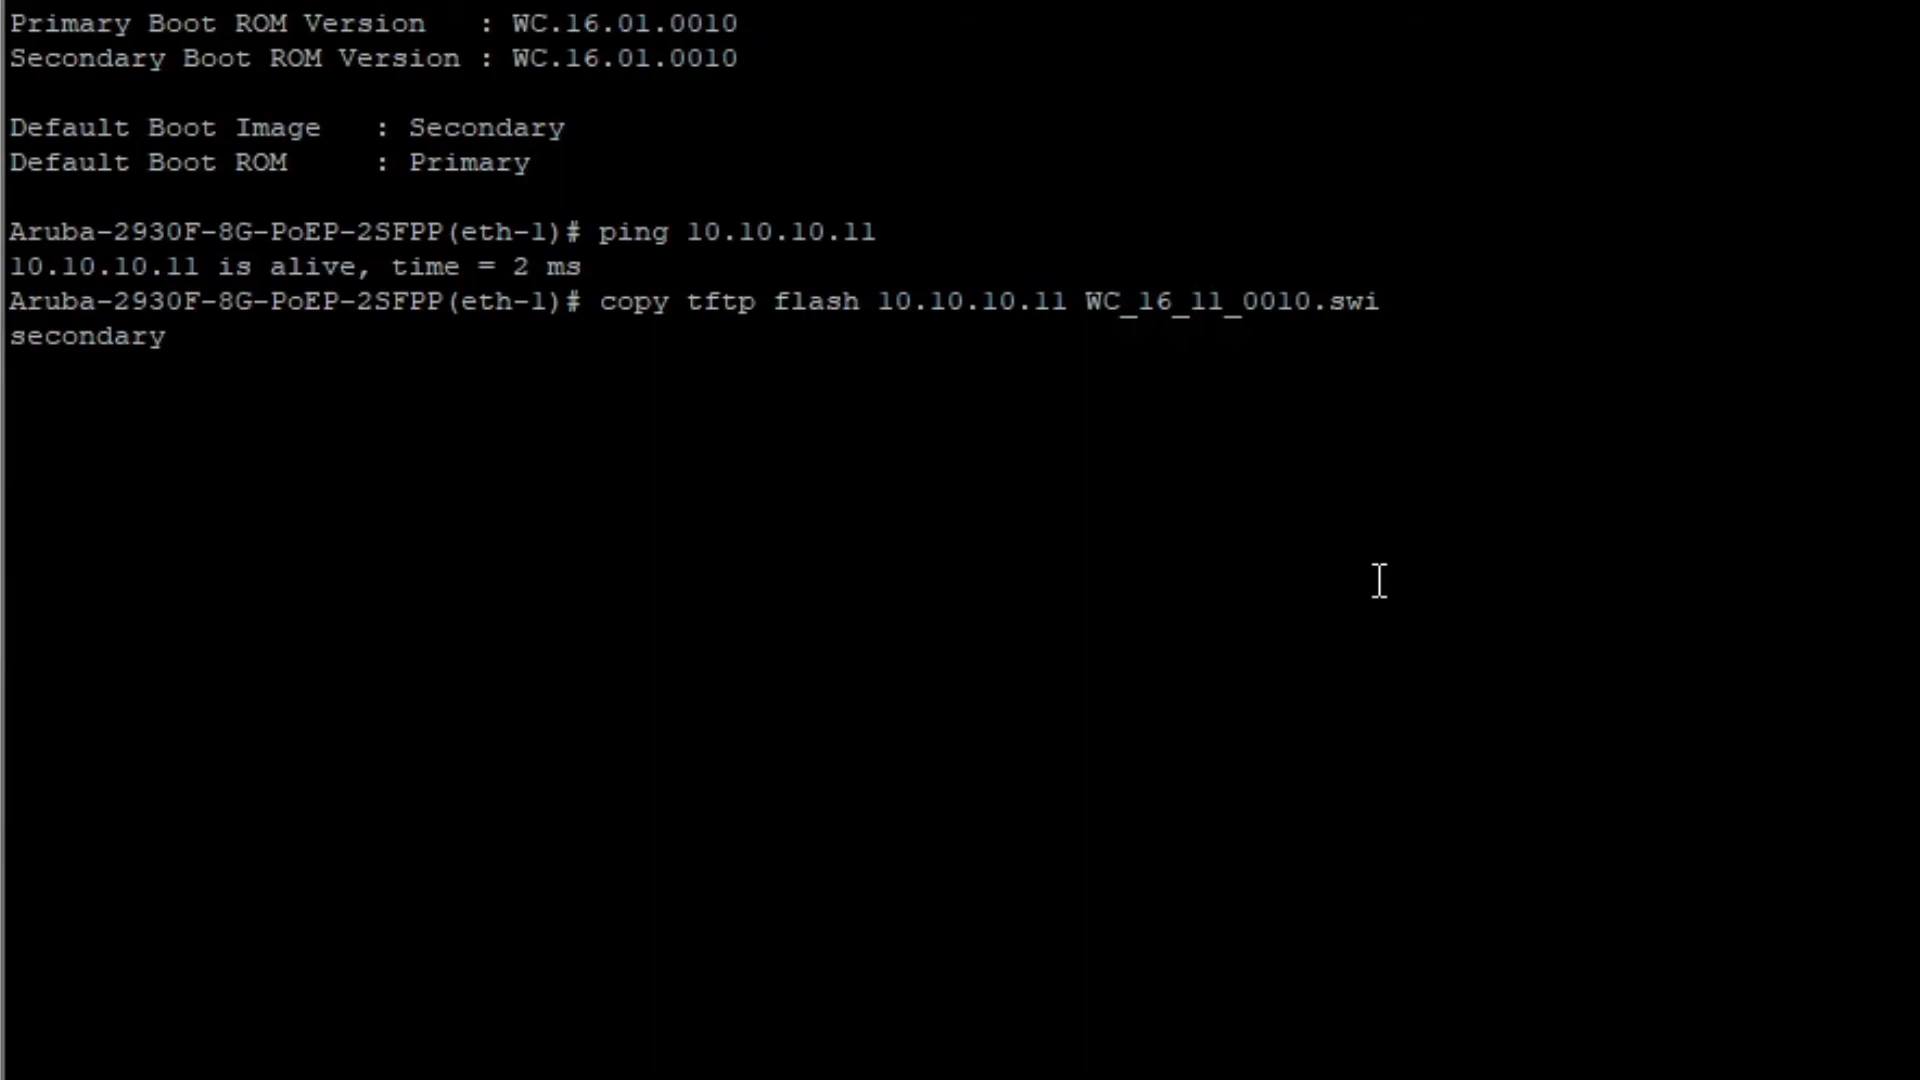 Primary Boot ROM Version   : WC.16.01.0010
Secondary Boot ROM Version : WC.16.01.0010
Default Boot Image   : Secondary
Default Boot ROM     : Primary
Aruba-2930F-8G-PoEP-2SFPP(eth-1)# ping 10.10.10.11
10.10.10.11 is alive, time = 2 ms
Aruba-2930F-8G-PoEP-2SFPP(eth-1)# copy tftp flash 10.10.10.11 WC_16_11_0010.swi
secondary